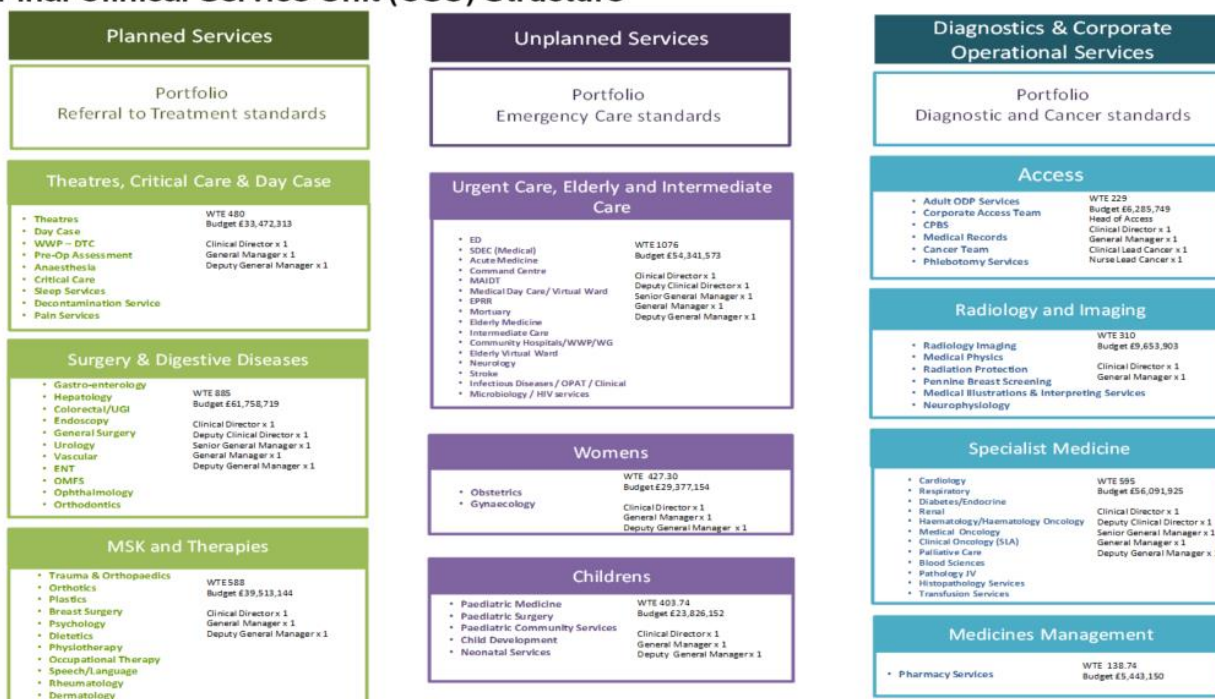 Final Clinical Service Unit (CSU) Structure
Planned Services
Portfolio
Referral to Treatment standards
Theatres, Critical Care & Day Case
• Theatres
• Day Case
• WWP – DTC
• Pre-Op Assessment
• Anaesthesia
• Critical Care
• Sleep Services
• Decontamination Service
• Pain Services
WTE 480
Budget £33,472,313
Clinical Director x 1
General Manager x 1
Deputy General Manager x 1
Surgery & Digestive Diseases
• Gastro-enterology
• Hepatology
• Colorectal/UGI
• Endoscopy
• General Surgery
• Urology
• Vascular
• ENT
• OMFS
• Ophthalmology
• Orthodontics
WTE 885
Budget £61,758,719
Clinical Director x 1
Deputy Clinical Director x 1
Senior General Manager x 1
General Manager x 1
Deputy General Manager x 1
MSK and Therapies
• Trauma & Orthopaedics
• Orthotics
• Plastics
• Breast Surgery
• Psychology
• Dietetics
• Physiotherapy
• Occupational Therapy
• Speech/Language
• Rheumatology
• Dermatology
WTE 588
Budget £39,513,144
Clinical Director x 1
General Manager x 1
Deputy General Manager x 1
Unplanned Services
Portfolio
Emergency Care standards
Urgent Care, Elderly and Intermediate
Care
• ED
• SDEC (Medical)
• Acute Medicine
• Command Centre
• MAIDT
• Medical Day Care/ Virtual Ward
• EPRR
• Mortuary
• Elderly Medicine
• Intermediate Care
• Community Hospitals/WWP/WG
• Elderly Virtual Ward
• Neurology
• Stroke
• Infectious Diseases / OPAT / Clinical
• Microbiology / HIV services
WTE 1076
Budget £54,341,573
Clinical Director x 1
Deputy Clinical Director x 1
Senior General Manager x 1
General Manager x 1
Deputy General Manager x 1
Womens
• Obstetrics
• Gynaecology
WTE 427.30
Budget £29,377,154
Clinical Director x 1
General Manager x 1
Deputy General Manager x 1
Childrens
• Paediatric Medicine
• Paediatric Surgery
• Paediatric Community Services
• Child Development
• Neonatal Services
WTE 403.74
Budget £23,826,152
Clinical Director x 1
General Manager x 1
Deputy General Manager x 1
Diagnostics & Corporate
Operational Services
Portfolio
Diagnostic and Cancer standards
Access
• Adult ODP Services
• Corporate Access Team
• CPBS
• Medical Records
• Cancer Team
• Phlebotomy Services
WTE 229
Budget £6,285,749
Head of Access
Clinical Director x 1
General Manager x 1
Clinical Lead Cancer x 1
Nurse Lead Cancer x 1
Radiology and Imaging
• Radiology Imaging
• Medical Physics
• Radiation Protection
• Pennine Breast Screening
• Medical Illustrations & Interpreting Services
• Neurophysiology
WTE 310
Budget £9,653,903
Clinical Director x 1
General Manager x 1
Specialist Medicine
• Cardiology
• Respiratory
• Diabetes/Endocrine
• Renal
• Haematology/Haematology Oncology
• Medical Oncology
• Clinical Oncology (SLA)
• Palliative Care
• Blood Sciences
• Pathology JV
• Histopathology Services
• Transfusion Services
WTE 595
Budget £56,091,925
Clinical Director x 1
Deputy Clinical Director x 1
Senior General Manager x 1
General Manager x 1
Deputy General Manager x
Medicines Management
• Pharmacy Services
WTE 138.74
Budget £5,443,150